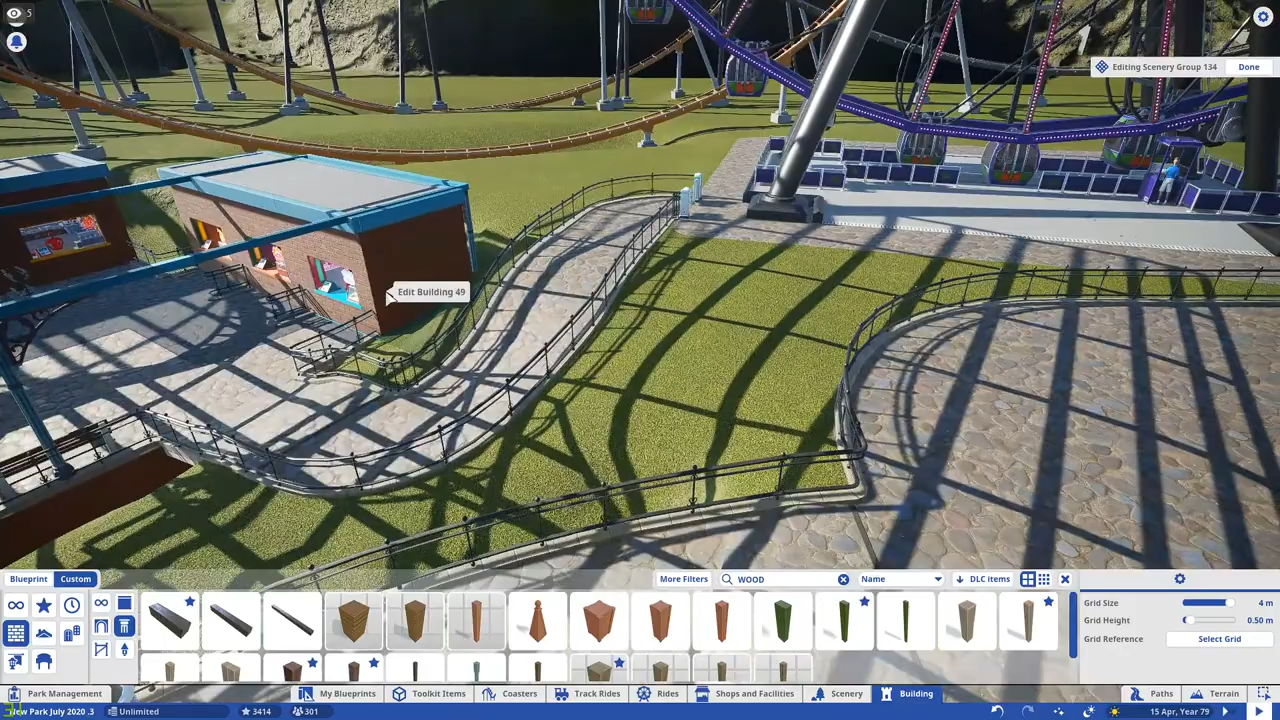 5
Editing Scenery Group 134
Done
Edit Building 49
Blueprint
Custom
More Filters
WOOD
Name
DLC items
Grid Size
4 m
Grid Height
0.50 m
Grid Reference
Select Grid
Park Management
My Blueprints
Toolkit Items
Coasters
Track Rides
Rides
Shops and Facilities
Scenery
Building
Paths
Terrain
New Park July 2020 .3
Unlimited
3414
301
15 Apr, Year 79